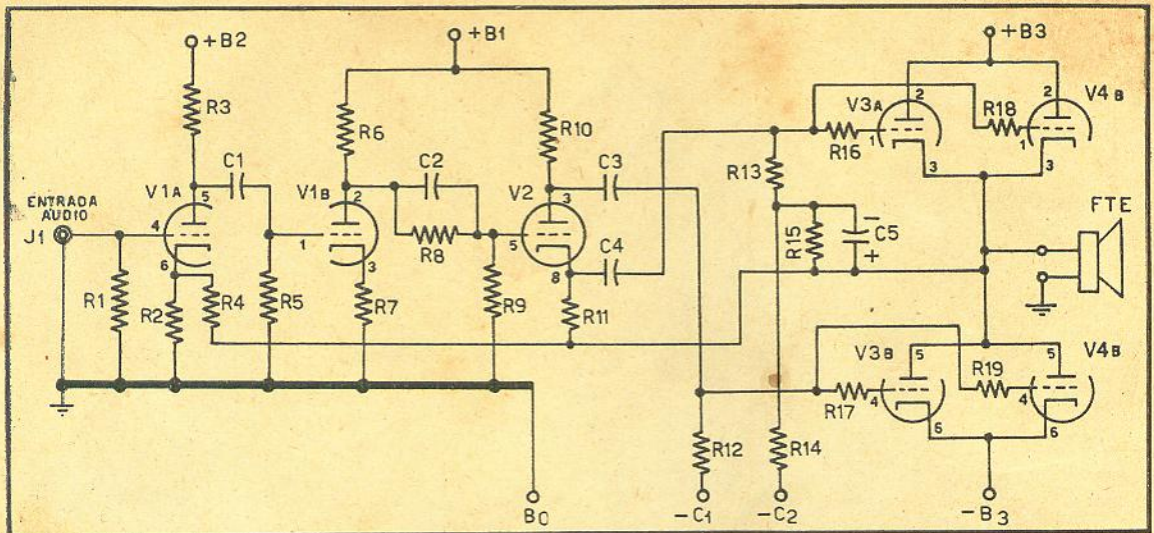 +B2
+B1
+B3
R3
R6
R10
C1
C2
C3
C4
V1A
V1B
V2
V3A
V4B
R16
R18
ENTRADA
ÁUDIO
J1
4
5
6
1
2
3
5
3
8
1
2
3
1
2
3
R8
R13
R15
C5
−
+
FTE
R1
R2
R4
R5
R7
R9
R11
V3B
V4B
R17
R19
4
5
6
4
5
6
R12
R14
B0
−C1
−C2
−B3